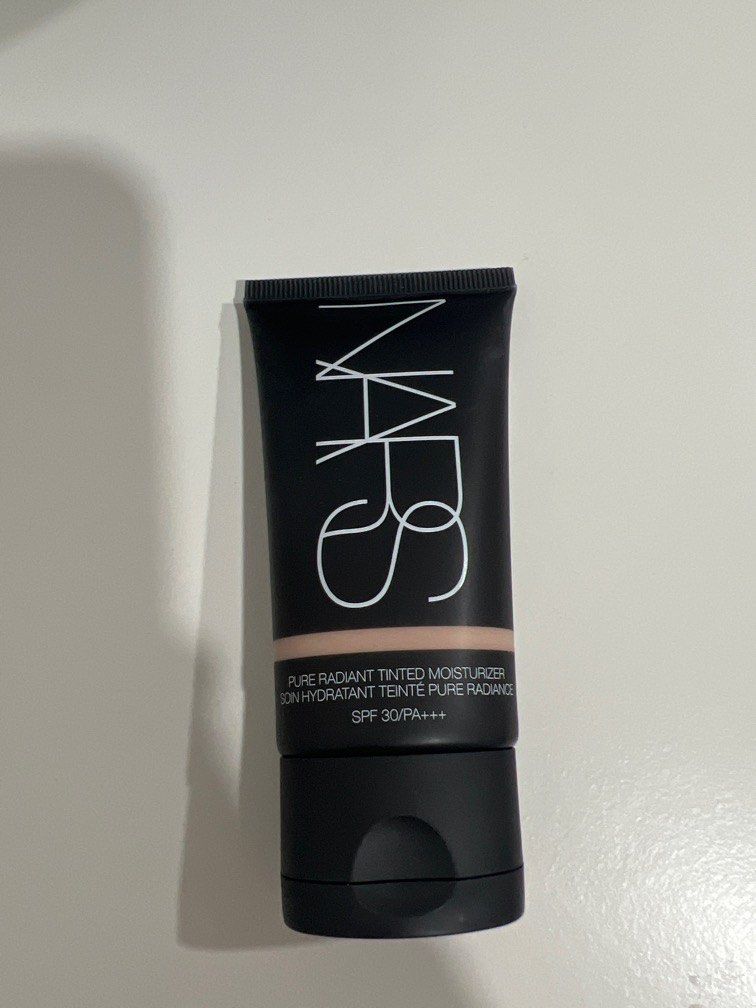 NARS
PURE RADIANT TINTED MOISTURIZER
SOIN HYDRATANT TEINTÉ PURE RADIANCE
SPF 30/PA+++